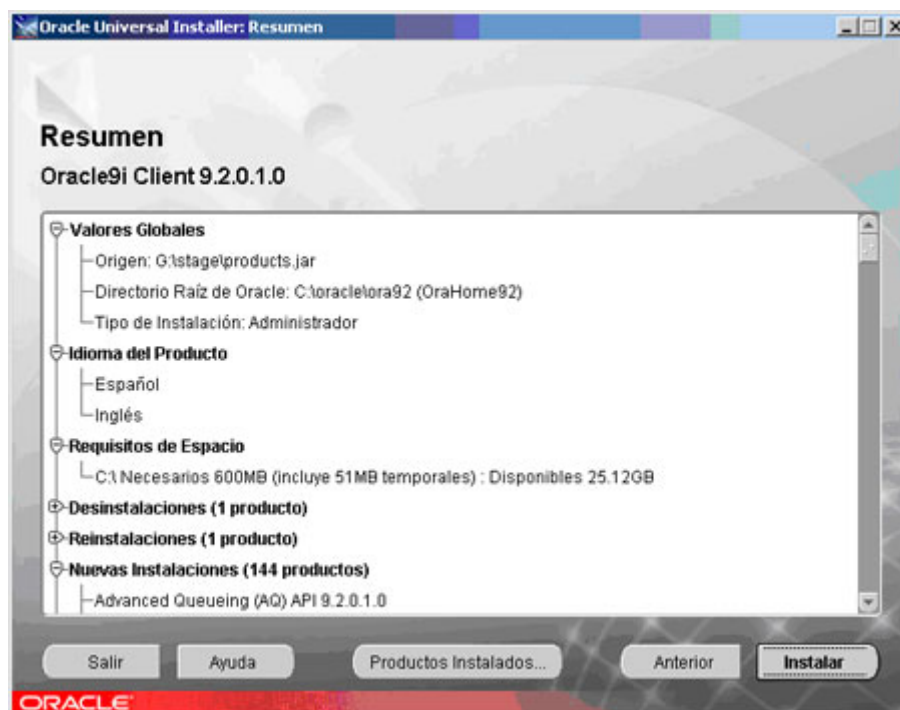 Oracle Universal Installer: Resumen
Resumen
Oracle9i Client 9.2.0.1.0
Valores Globales
Origen: G:\stage\products.jar
Directorio Raíz de Oracle: C:\oracle\ora92 (OraHome92)
Tipo de Instalación: Administrador
Idioma del Producto
Español
Inglés
Requisitos de Espacio
C:\ Necesarios 600MB (incluye 51MB temporales) : Disponibles 25.12GB
Desinstalaciones (1 producto)
Reinstalaciones (1 producto)
Nuevas Instalaciones (144 productos)
Advanced Queueing (AQ) API 9.2.0.1.0
Salir Ayuda Productos Instalados... Anterior Instalar
ORACLE